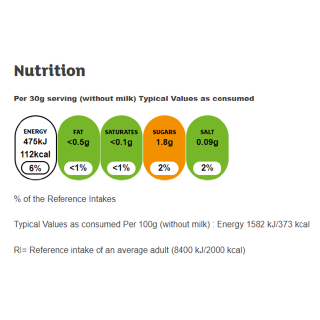 Nutrition
Per 30g serving (without milk) Typical Values as consumed
ENERGY FAT SATURATES SUGARS SALT
475kJ <0.5g <0.1g 1.8g 0.09g
112kcal
6% <1% <1% 2% 2%
% of the Reference Intakes
Typical Values as consumed Per 100g (without milk) : Energy 1582 kJ/373 kcal
RI= Reference intake of an average adult (8400 kJ/2000 kcal)